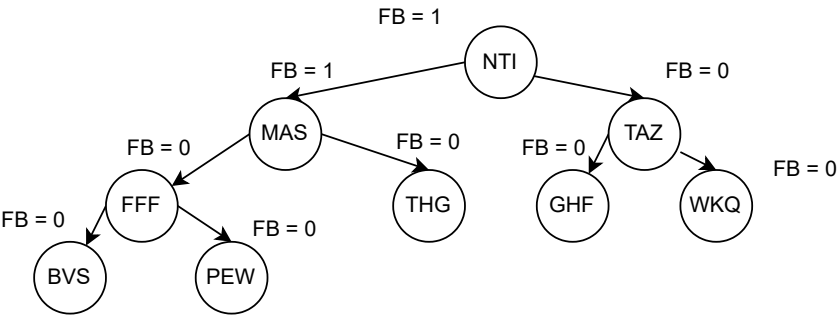 FB = 1
NTI
FB = 1
FB = 0
MAS
TAZ
FB = 0
FB = 0
FB = 0
FB = 0
FFF
THG
GHF
WKQ
FB = 0
FB = 0
BVS
PEW